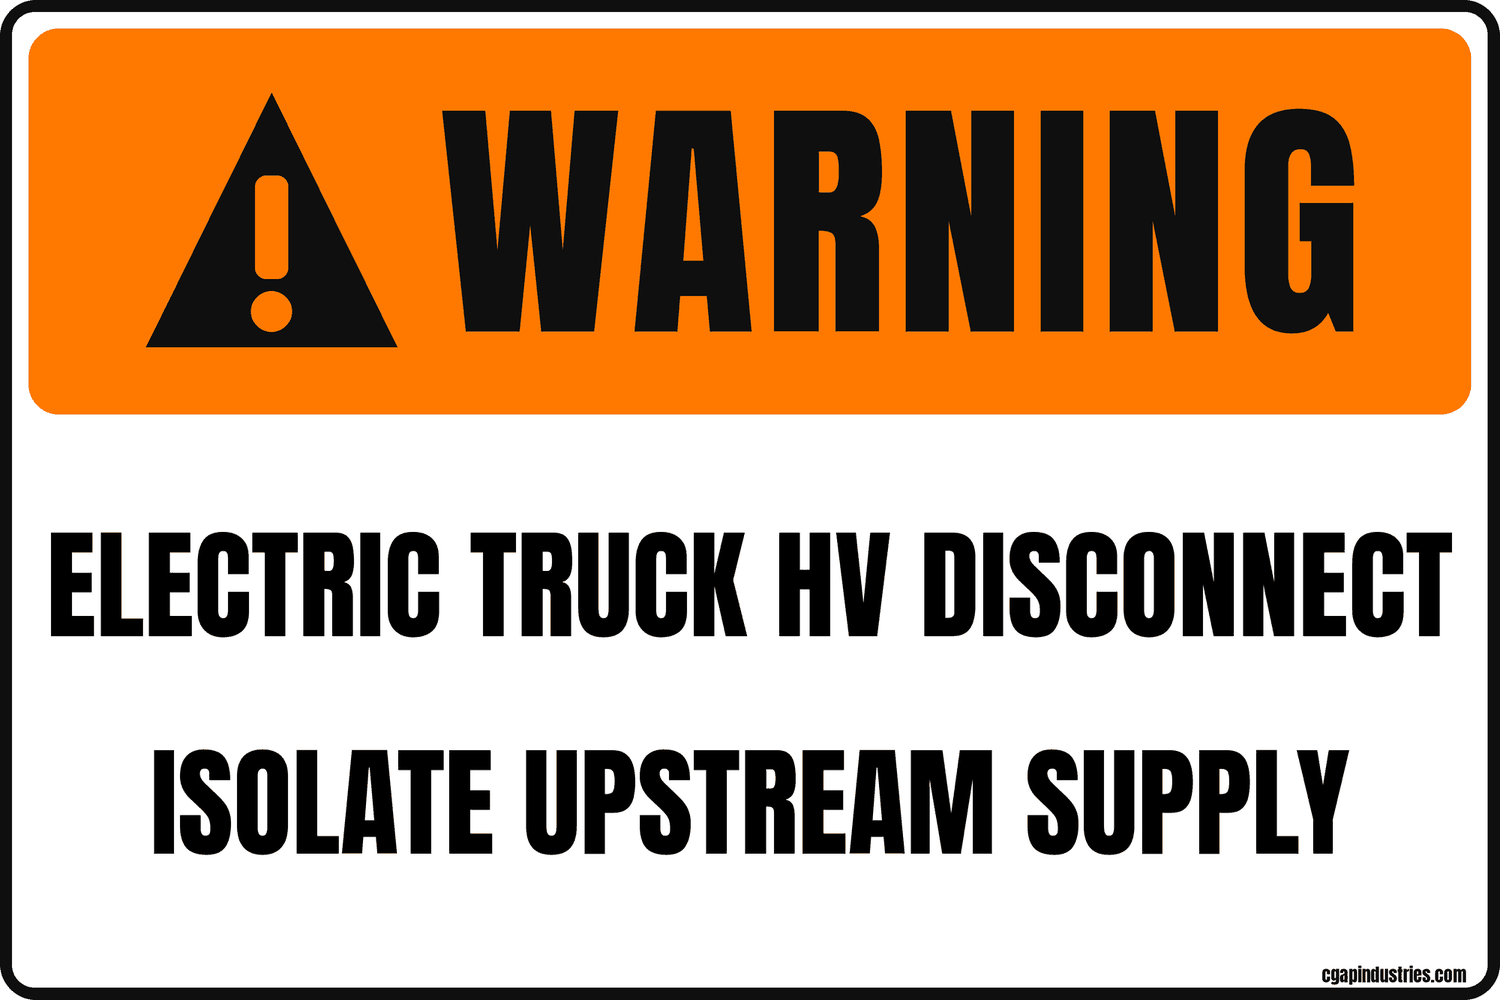 WARNING
ELECTRIC TRUCK HV DISCONNECT
ISOLATE UPSTREAM SUPPLY
cgapindustries.com